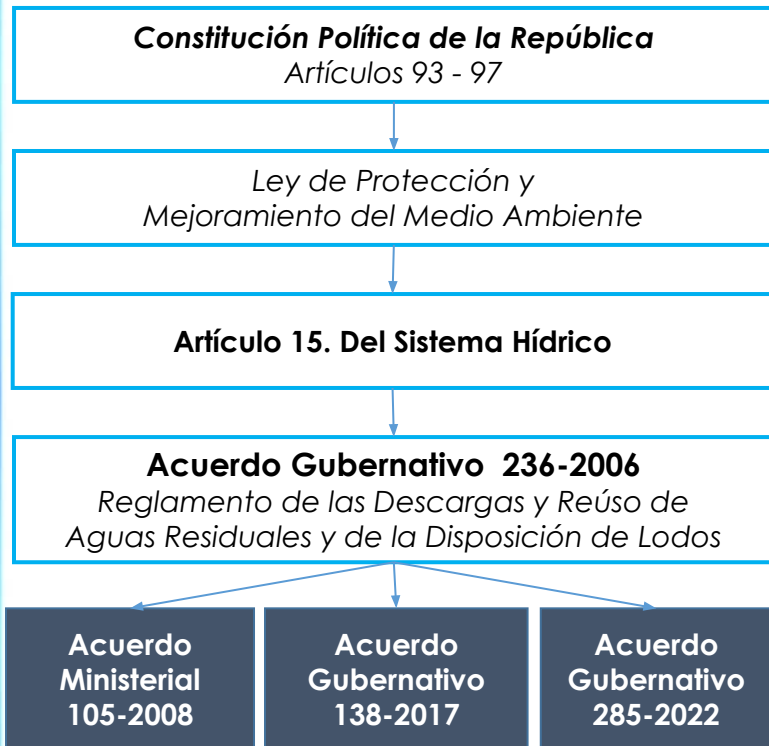 Constitución Política de la República
Artículos 93 - 97
Ley de Protección y
Mejoramiento del Medio Ambiente
Artículo 15. Del Sistema Hídrico
Acuerdo Gubernativo 236-2006
Reglamento de las Descargas y Reúso de
Aguas Residuales y de la Disposición de Lodos
Acuerdo
Ministerial
105-2008
Acuerdo
Gubernativo
138-2017
Acuerdo
Gubernativo
285-2022